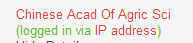 Chinese Acad Of Agric Sci
(logged in via IP address)